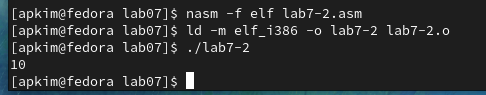 [apkim@fedora lab07]$ nasm -f elf lab7-2.asm
[apkim@fedora lab07]$ ld -m elf_i386 -o lab7-2 lab7-2.o
[apkim@fedora lab07]$ ./lab7-2
10
[apkim@fedora lab07]$